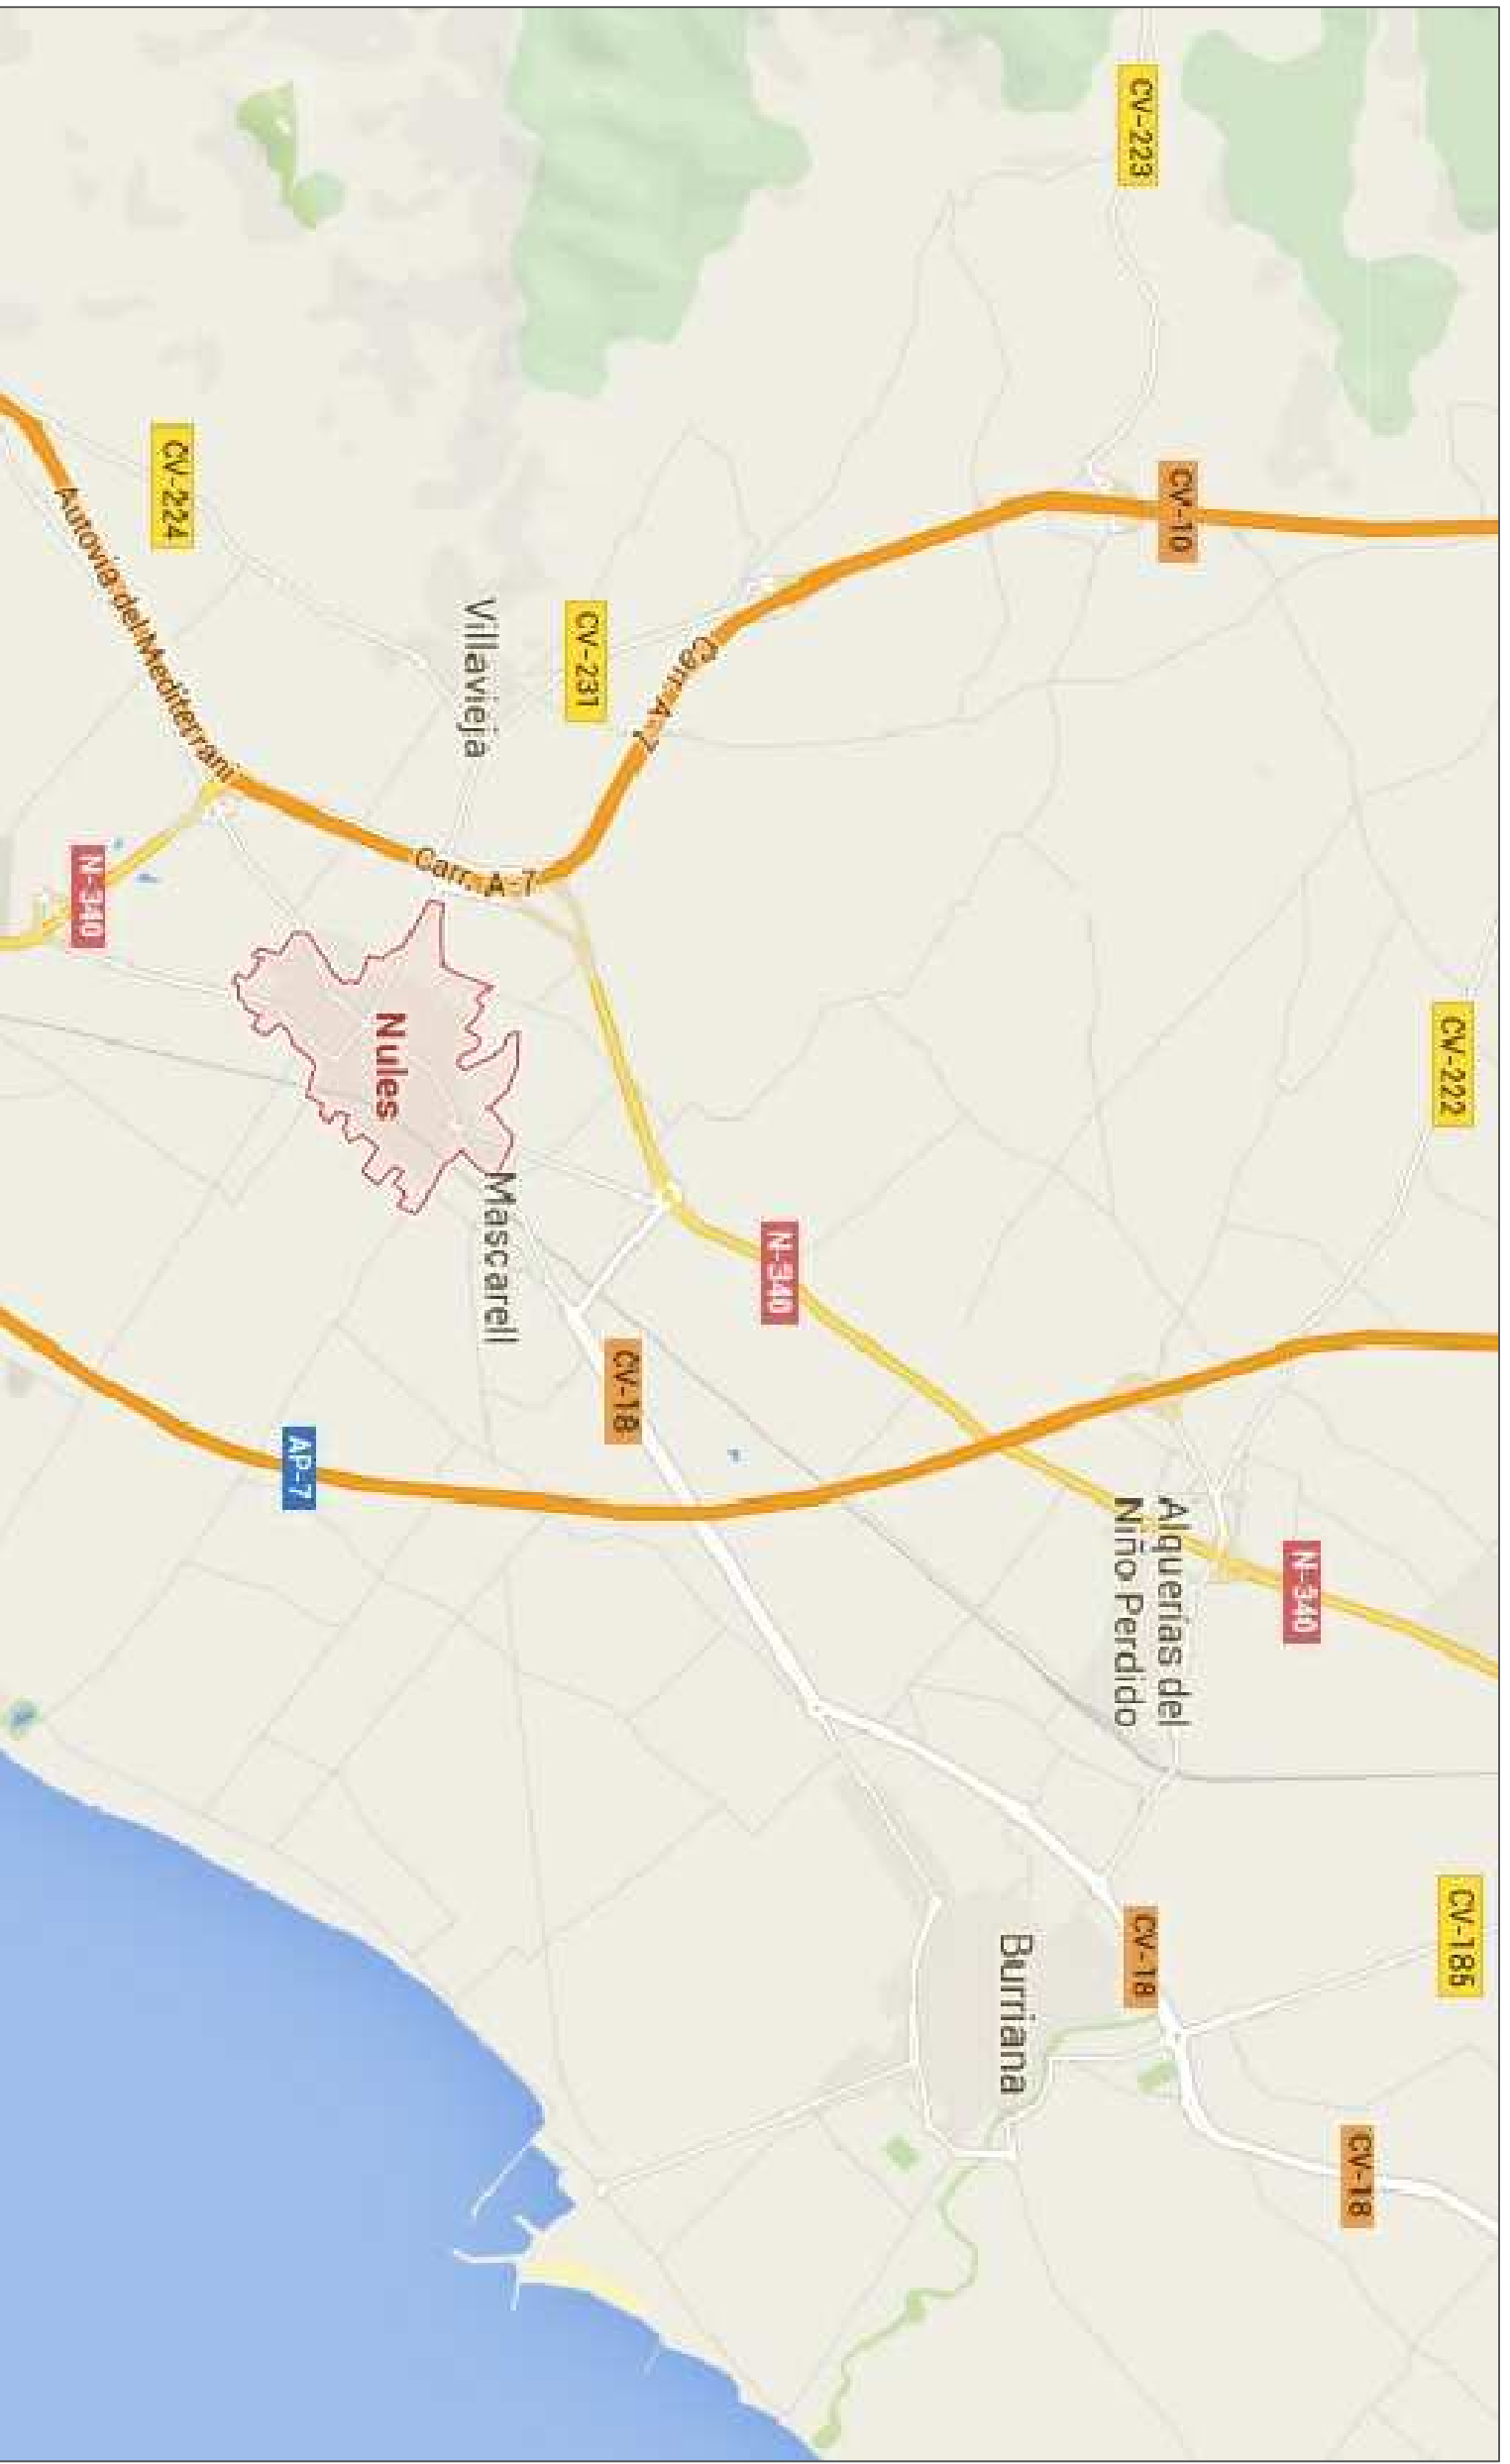 CV-222
CV-185
CV-18
N-340
CV-223
CV-10
Alquerías del
Niño Perdido
CV-18
Burriana
N-340
Carr. A-7
CV-231
CV-18
Villavieja
Carr. A-7
Mascarell
Nules
AP-7
CV-224
Autovía del Mediterrani
N-340